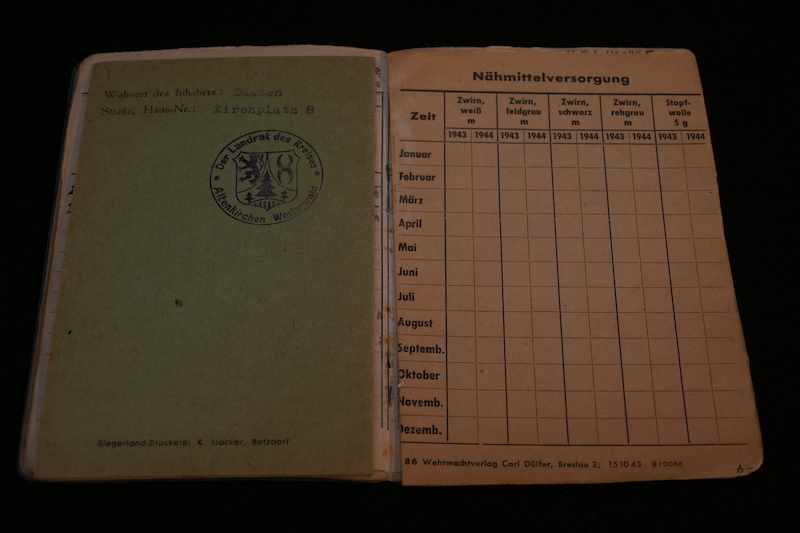 Wohnort des Inhabers: Daaden
Straße, Haus-Nr.: Kirchplatz 8
* Der Landrat des Kreises *
Altenkirchen Westerwald
Siegerland-Druckerei K. Hacker, Betzdorf
Nähmittelversorgung
Zeit
Zwirn, weiß m
Zwirn, feldgrau m
Zwirn, schwarz m
Zwirn, rehgrau m
Stopf-wolle 5 g
1943 1944 1943 1944 1943 1944 1943 1944 1943 1944
Januar
Februar
März
April
Mai
Juni
Juli
August
Septemb.
Oktober
Novemb.
Dezemb.
86 Wehrmachtverlag Carl Dülfer, Breslau 2, 15 10 43 8/0086
6-